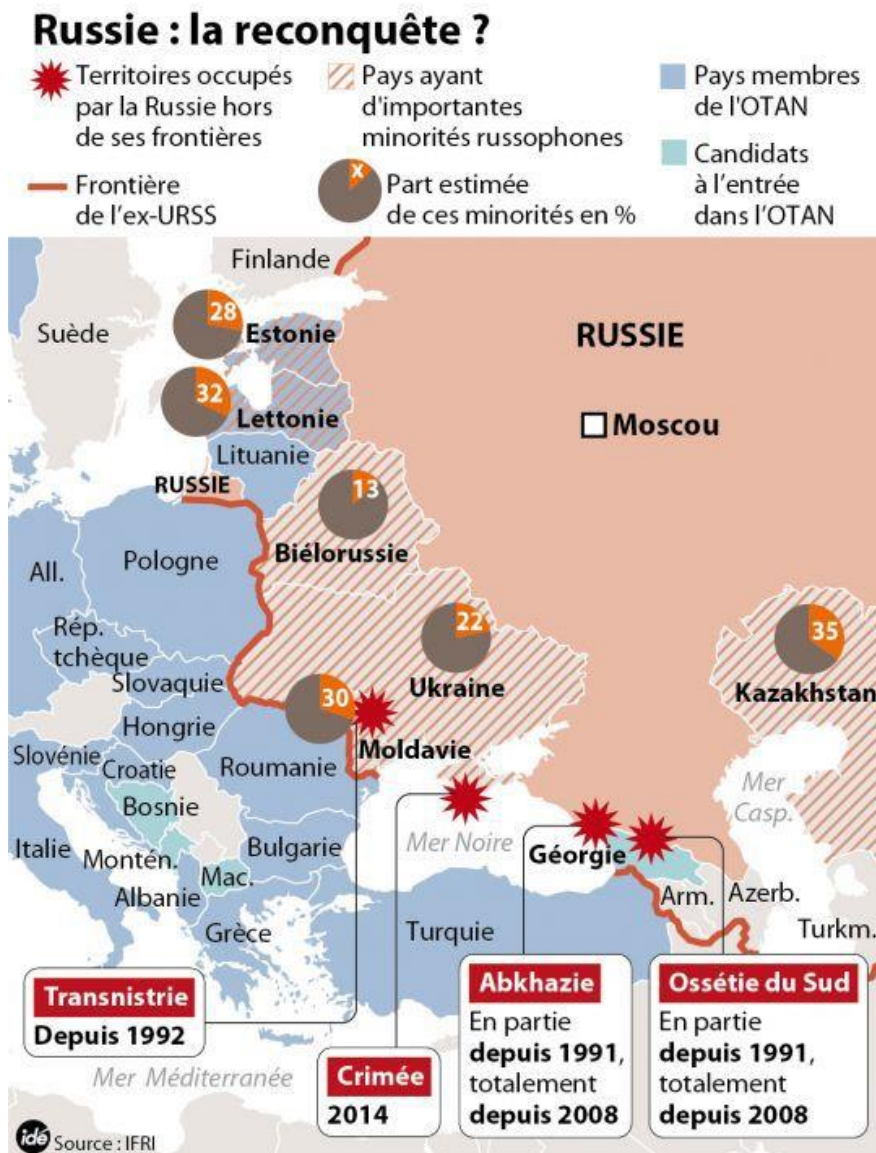 Russie : la reconquête ?
Territoires occupés
par la Russie hors
de ses frontières
Pays ayant
d'importantes
minorités russophones
Pays membres
de l'OTAN
Frontière
de l'ex-URSS
X
Part estimée
de ces minorités en %
Candidats
à l'entrée
dans l'OTAN
Finlande
Suède
28
Estonie
RUSSIE
32
Lettonie
Moscou
Lituanie
RUSSIE
13
Biélorussie
Pologne
All.
Rép.
tchèque
Slovaquie
22
Ukraine
35
Kazakhstan
30
Moldavie
Hongrie
Slovénie
Croatie
Roumanie
Bosnie
Mer
Casp.
Mer Noire
Italie
Montén.
Bulgarie
Géorgie
Mac.
Albanie
Arm.
Azerb.
Grèce
Turquie
Turkm.
Transnistrie
Depuis 1992
Crimée
2014
Abkhazie
En partie
depuis 1991,
totalement
depuis 2008
Ossétie du Sud
En partie
depuis 1991,
totalement
depuis 2008
Mer Méditerranée
idé Source : IFRI